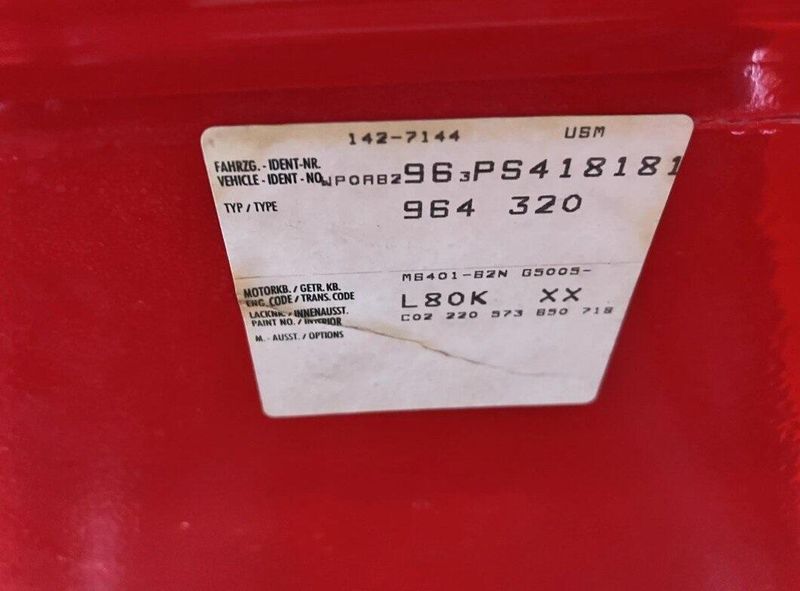 142-7144 USM
FAHRZG.-IDENT-NR.
VEHICLE-IDENT-NO. WP0AB2963PS418181
TYP / TYPE 964 320
M6401-62N G5005-
MOTORKB. / GETR. KB.
ENG. CODE / TRANS. CODE L80K XX
LACKNR. / INNENAUSST.
PAINT NO. / INTERIOR C02 220 573 650 718
M.-AUSST. / OPTIONS